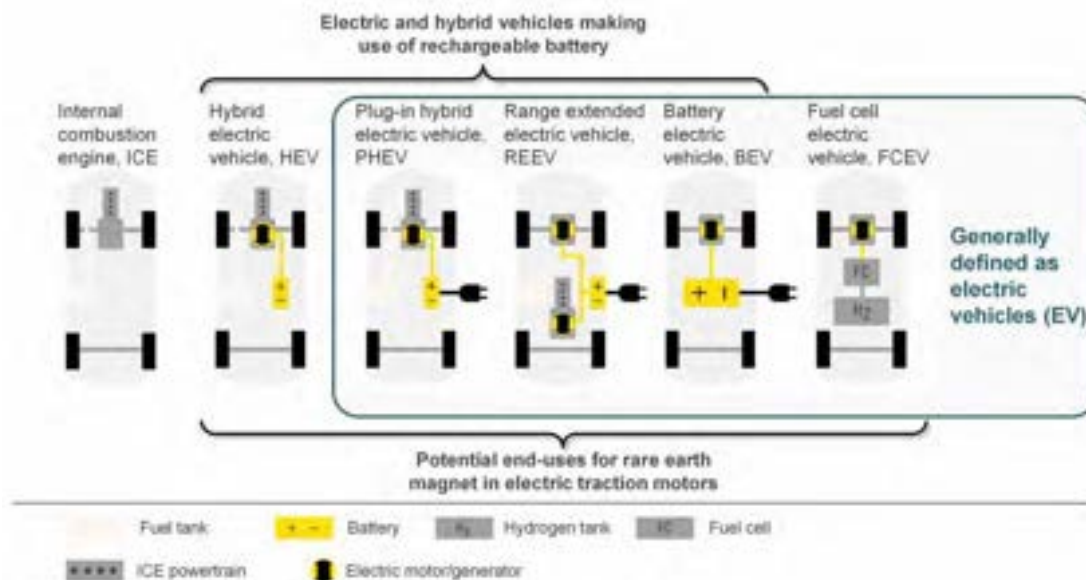 Electric and hybrid vehicles making
use of rechargeable battery
Internal
combustion
engine, ICE
Hybrid
electric
vehicle, HEV
Plug-in hybrid
electric vehicle,
PHEV
Range extended
electric vehicle,
REEV
Battery
electric
vehicle, BEV
Fuel cell
electric
vehicle, FCEV
+
-
+
-
+
-
+ I
FC
H2
Generally
defined as
electric
vehicles (EV)
Potential end-uses for rare earth
magnet in electric traction motors
Fuel tank
+ - Battery
H2 Hydrogen tank
FC Fuel cell
ICE powertrain
Electric motor/generator